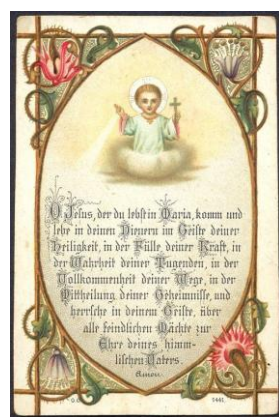 O Jesus, der du lebst in Maria, komm und
lebe in deinen Dienern im Geiste deiner
Heiligkeit, in der Fülle deiner Kraft, in
der Wahrheit deiner Tugenden, in der
Vollkommenheit deiner Wege, in der
Mittheilung deiner Geheimnisse, und
herrsche in deinem Geiste, über
alle feindlichen Mächte zur
Ehre deines himm-
lischen Vaters.
Amen.